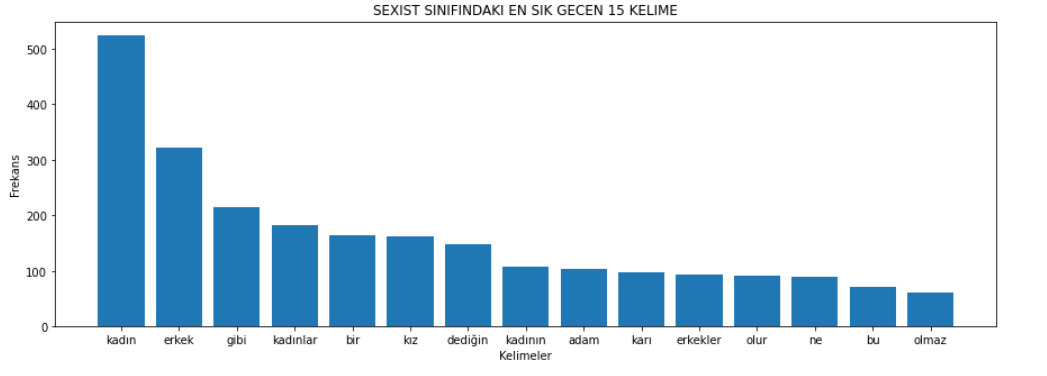 SEXIST SINIFINDAKI EN SIK GECEN 15 KELIME
500
400
300
200
100
0
Frekans
kadın erkek gibi kadınlar bir kız dediğin kadının adam karı erkekler olur ne bu olmaz
Kelimeler